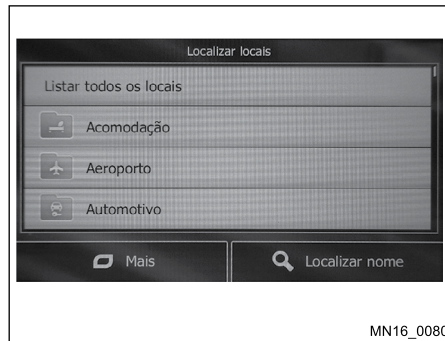 Localizar locais
Listar todos os locais
Acomodação
Aeroporto
Automotivo
Mais
Localizar nome
MN16_0080